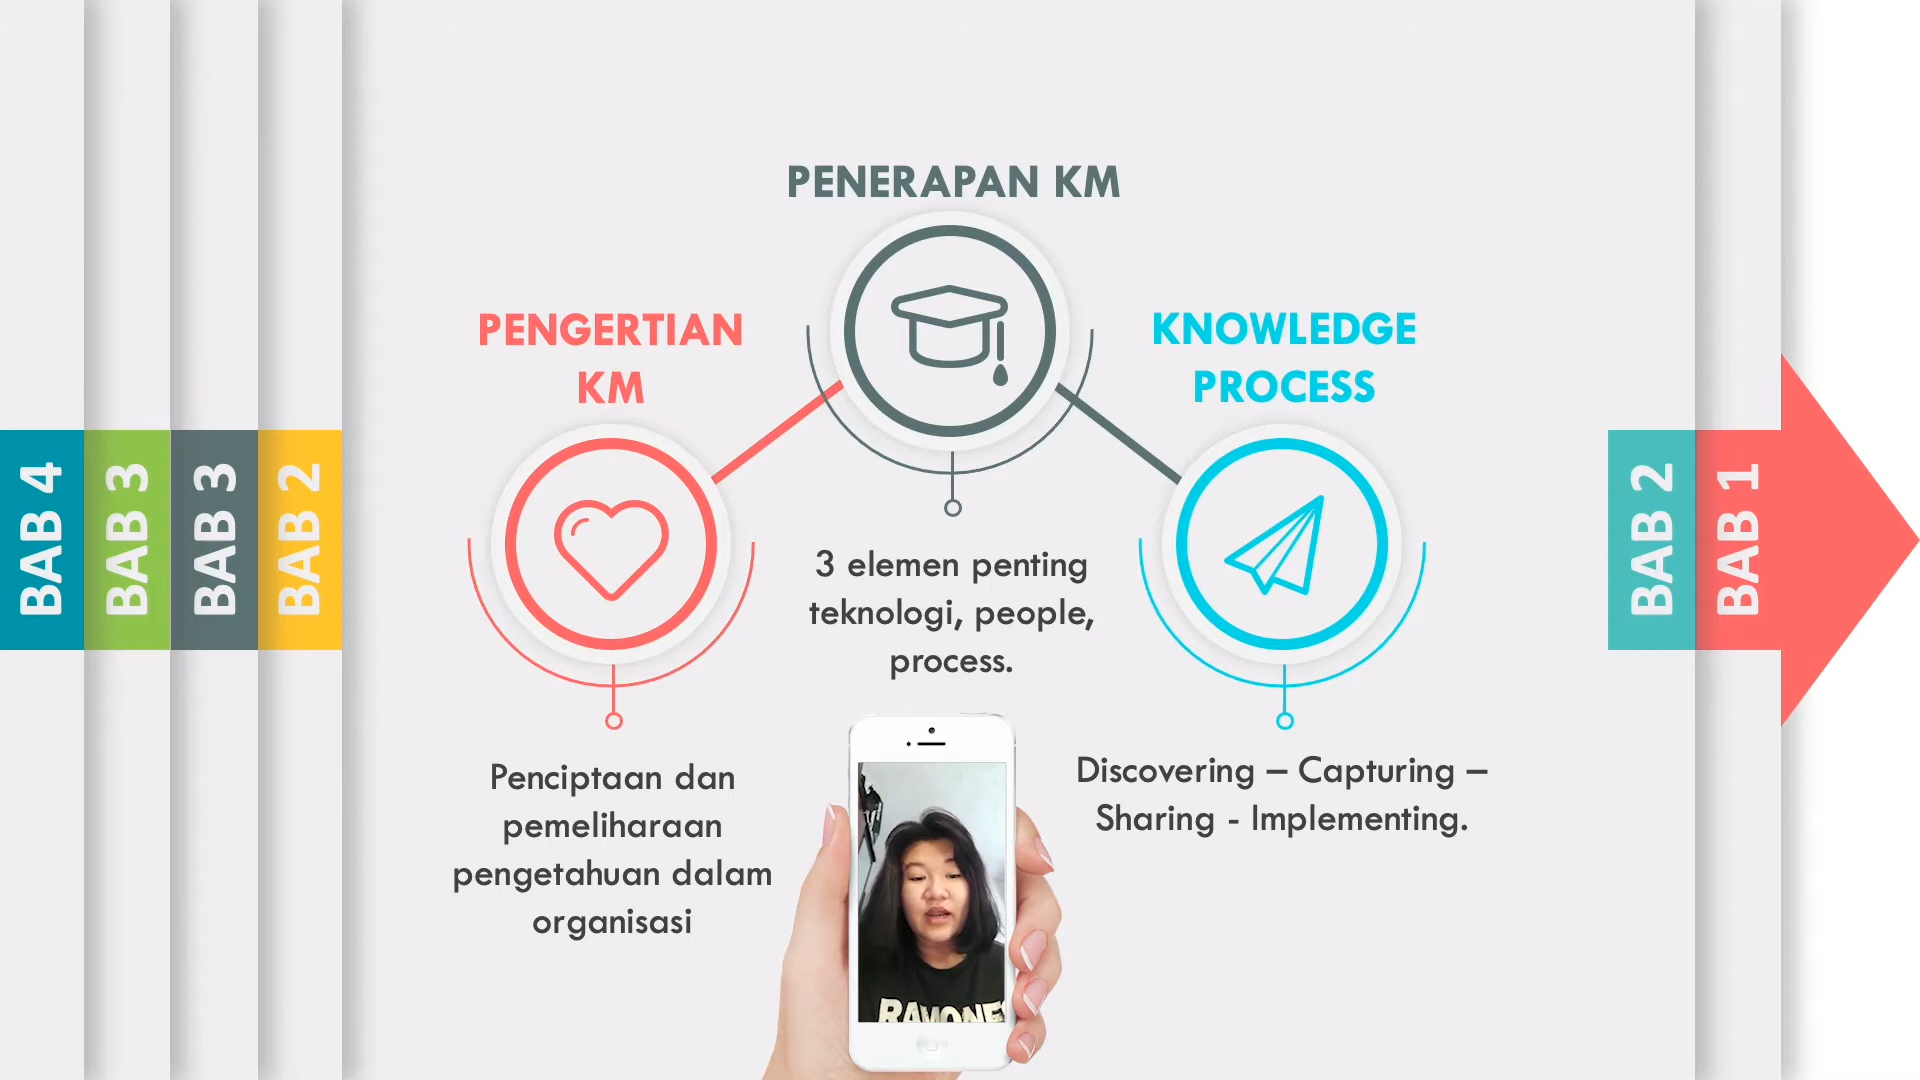 BAB 4
BAB 3
BAB 3
BAB 2
PENERAPAN KM
3 elemen penting
teknologi, people,
process.
PENGERTIAN
KM
Penciptaan dan
pemeliharaan
pengetahuan dalam
organisasi
KNOWLEDGE
PROCESS
Discovering – Capturing –
Sharing - Implementing.
RAMONES
BAB 2
BAB 1